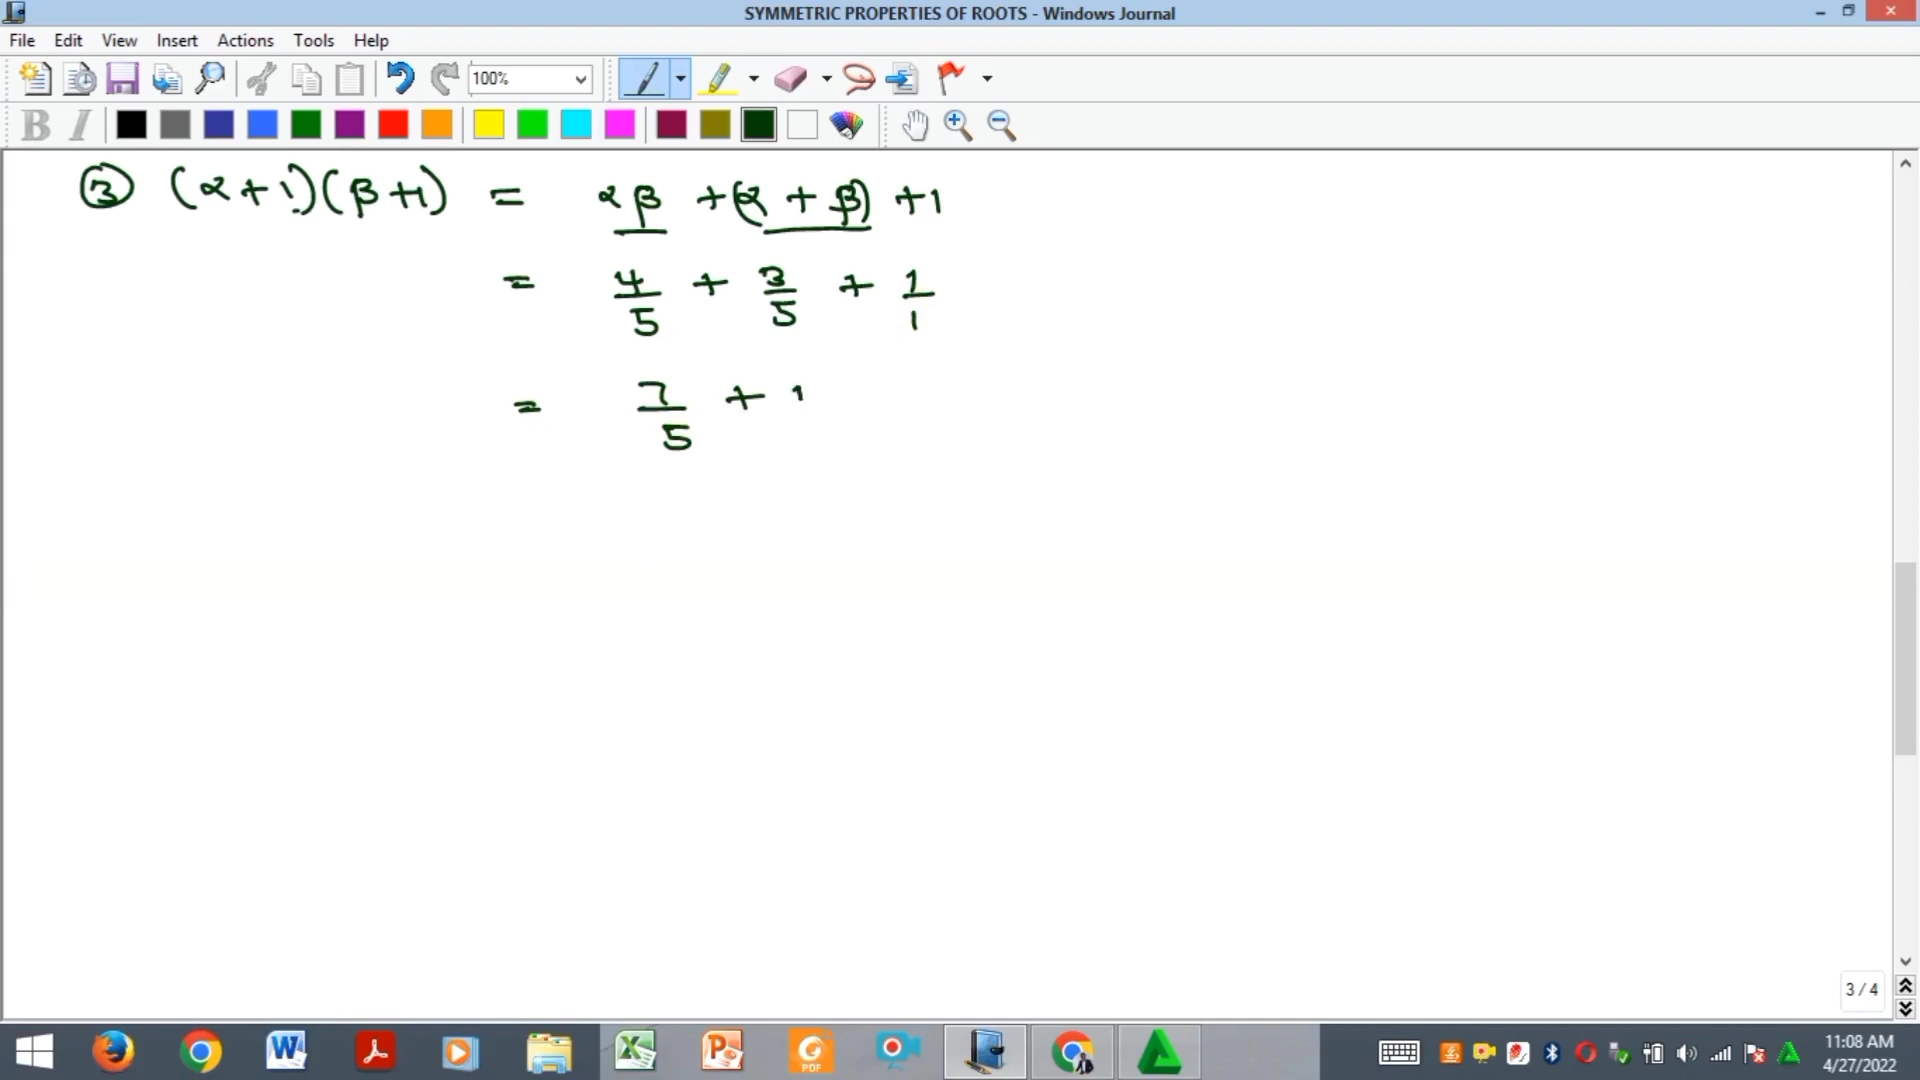 SYMMETRIC PROPERTIES OF ROOTS - Windows Journal
File Edit View Insert Actions Tools Help
100%
B I
③ (α+1)(β+1) = αβ +(α + β) +1
= 4/5 + 3/5 + 1/1
= 7/5 + 1
3 / 4
11:08 AM
4/27/2022